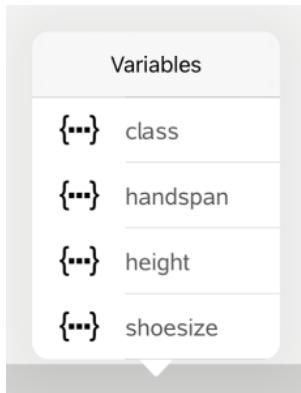 Variables
{...} class
{...} handspan
{...} height
{...} shoesize